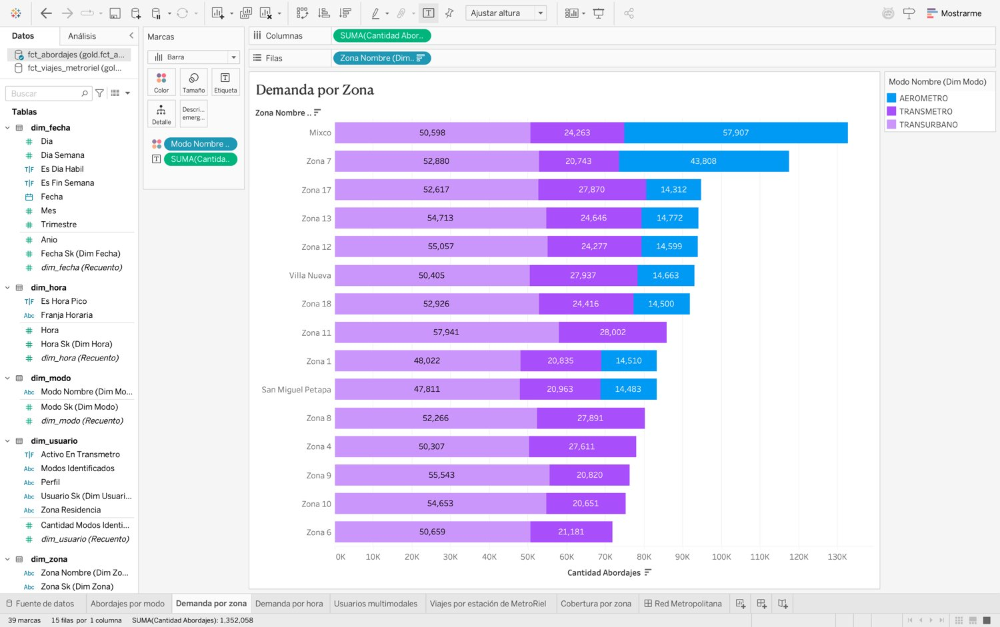 Ajustar altura
Mostrarme
Datos
Análisis
fct_abordajes (gold.fct_a...
fct_viajes_metroriel (gol...
Buscar
Tablas
dim_fecha
Dia
Dia Semana
T|F Es Dia Habil
T|F Es Fin Semana
Fecha
Mes
Trimestre
Anio
Fecha Sk (Dim Fecha)
dim_fecha (Recuento)
dim_hora
T|F Es Hora Pico
Abc Franja Horaria
Hora
Hora Sk (Dim Hora)
dim_hora (Recuento)
dim_modo
Abc Modo Nombre (Dim Mo...
Modo Sk (Dim Modo)
dim_modo (Recuento)
dim_usuario
T|F Activo En Transmetro
Abc Modos Identificados
Abc Perfil
Abc Usuario Sk (Dim Usuari...
Abc Zona Residencia
Cantidad Modos Identi...
dim_usuario (Recuento)
dim_zona
Abc Zona Nombre (Dim Zo...
Abc Zona Sk (Dim Zona)
Marcas
Barra
Color
Tamaño
T Etiqueta
Detalle
Descri...
emerg...
Modo Nombre ..
T SUMA(Cantida..
Columnas
SUMA(Cantidad Abor..
Filas
Zona Nombre (Dim..
Demanda por Zona
Zona Nombre ..
Mixco 50,598 24,263 57,907
Zona 7 52,880 20,743 43,808
Zona 17 52,617 27,870 14,312
Zona 13 54,713 24,646 14,772
Zona 12 55,057 24,277 14,599
Villa Nueva 50,405 27,937 14,663
Zona 18 52,926 24,416 14,500
Zona 11 57,941 28,002
Zona 1 48,022 20,835 14,510
San Miguel Petapa 47,811 20,963 14,483
Zona 8 52,266 27,891
Zona 4 50,307 27,611
Zona 9 55,543 20,820
Zona 10 54,653 20,651
Zona 6 50,659 21,181
0K 10K 20K 30K 40K 50K 60K 70K 80K 90K 100K 110K 120K 130K
Cantidad Abordajes
Modo Nombre (Dim Modo)
AEROMETRO
TRANSMETRO
TRANSURBANO
Fuente de datos
Abordajes por modo
Demanda por zona
Demanda por hora
Usuarios multimodales
Viajes por estación de MetroRiel
Cobertura por zona
Red Metropolitana
39 marcas 15 filas por 1 columna SUMA(Cantidad Abordajes): 1,352,058